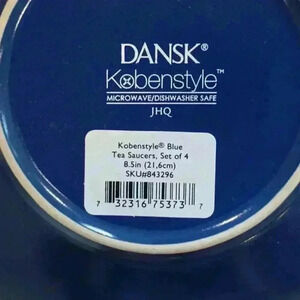 DANSK®
Kobenstyle™
MICROWAVE/DISHWASHER SAFE
JHQ
Kobenstyle® Blue
Tea Saucers, Set of 4
8.5in (21,6cm)
SKU#843296
7 32316 75373 7